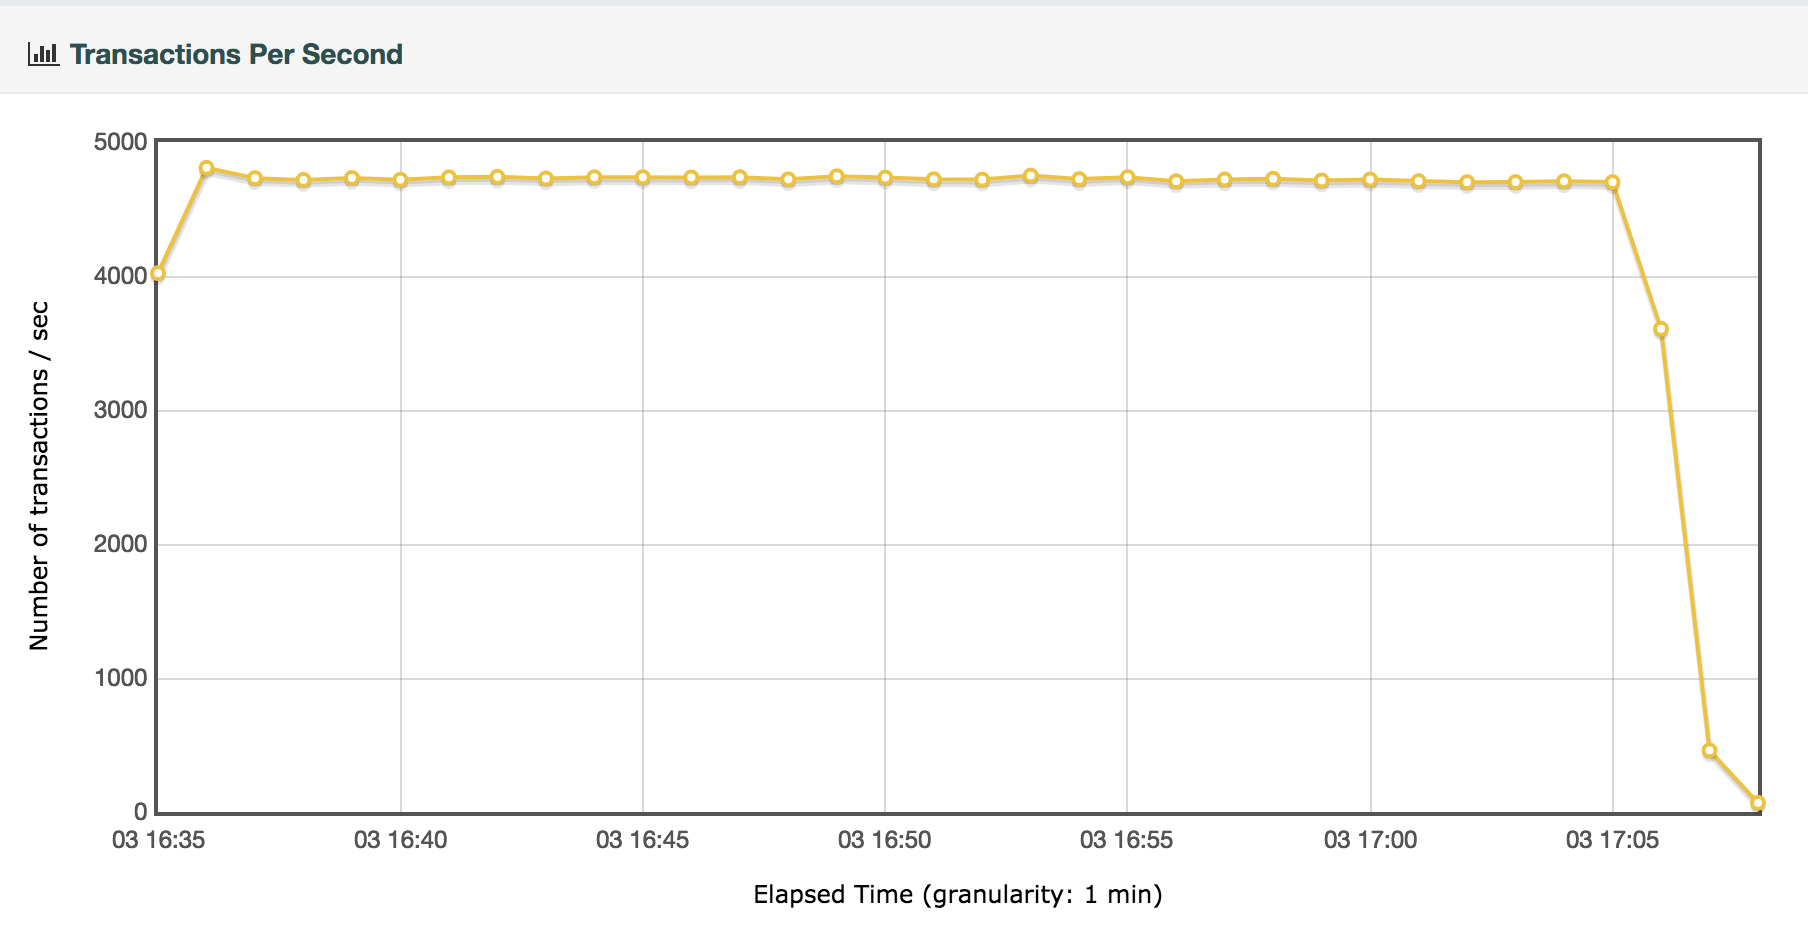 Transactions Per Second
5000
4000
3000
2000
1000
0
Number of transactions / sec
03 16:35 03 16:40 03 16:45 03 16:50 03 16:55 03 17:00 03 17:05
Elapsed Time (granularity: 1 min)